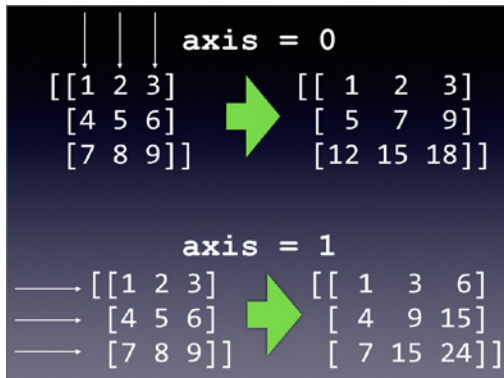 axis = 0
[[1 2 3] [[ 1 2 3]
[4 5 6] [ 5 7 9]
[7 8 9]] [12 15 18]]
axis = 1
[[1 2 3] [[ 1 3 6]
[4 5 6] [ 4 9 15]
[7 8 9]] [ 7 15 24]]